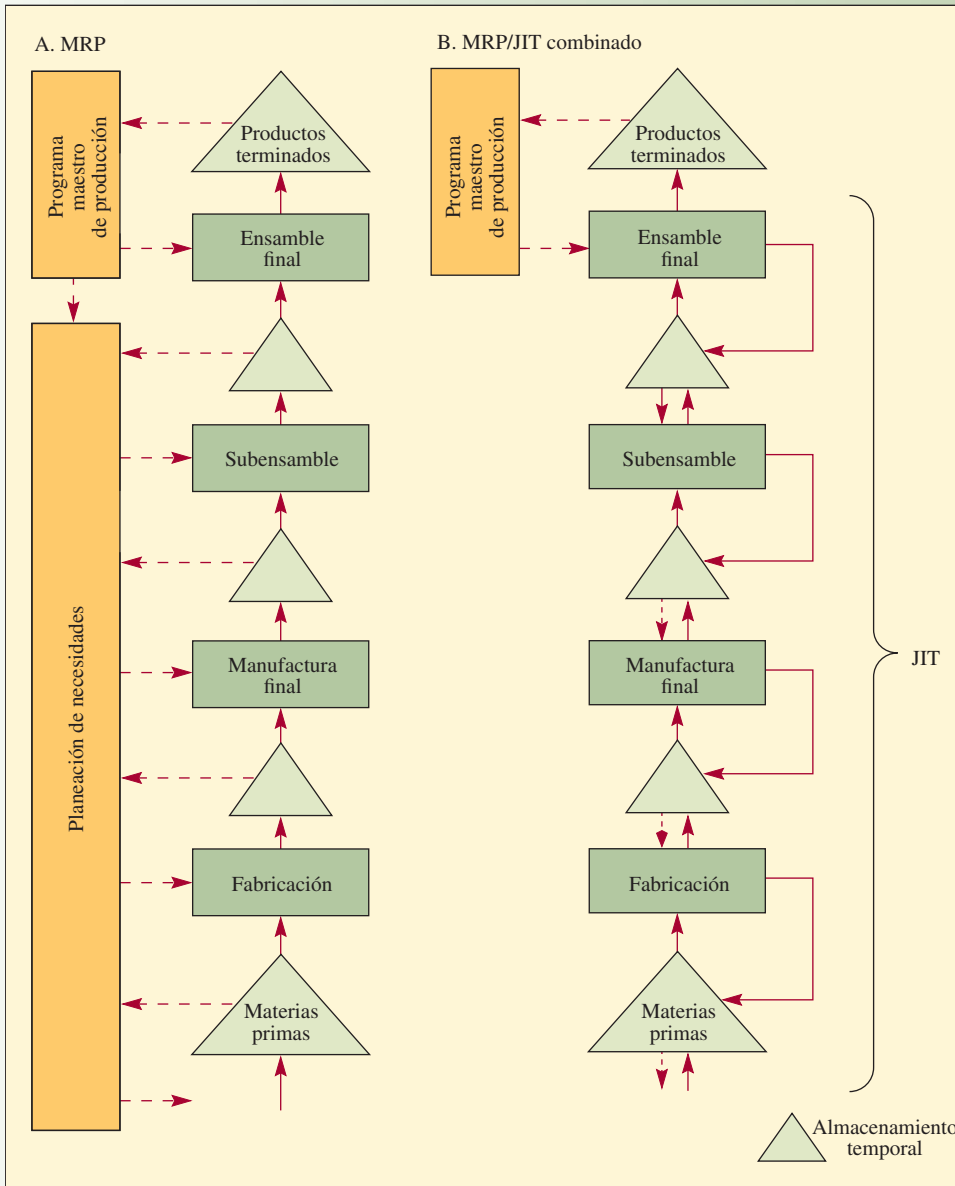 A. MRP
Programa
maestro
de producción
Productos
terminados
Ensamble
final
Subensamble
Planeación de necesidades
Manufactura
final
Fabricación
Materias
primas
B. MRP/JIT combinado
Programa
maestro
de producción
Productos
terminados
Ensamble
final
Subensamble
Manufactura
final
Fabricación
Materias
primas
JIT
Almacenamiento
temporal